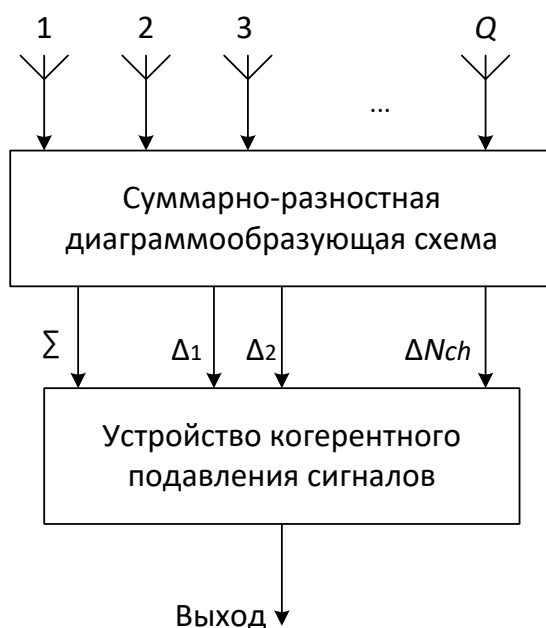 1 2 3 Q
...
Суммарно-разностная
диаграммообразующая схема
∑ Δ1 Δ2 ΔNch
Устройство когерентного
подавления сигналов
Выход